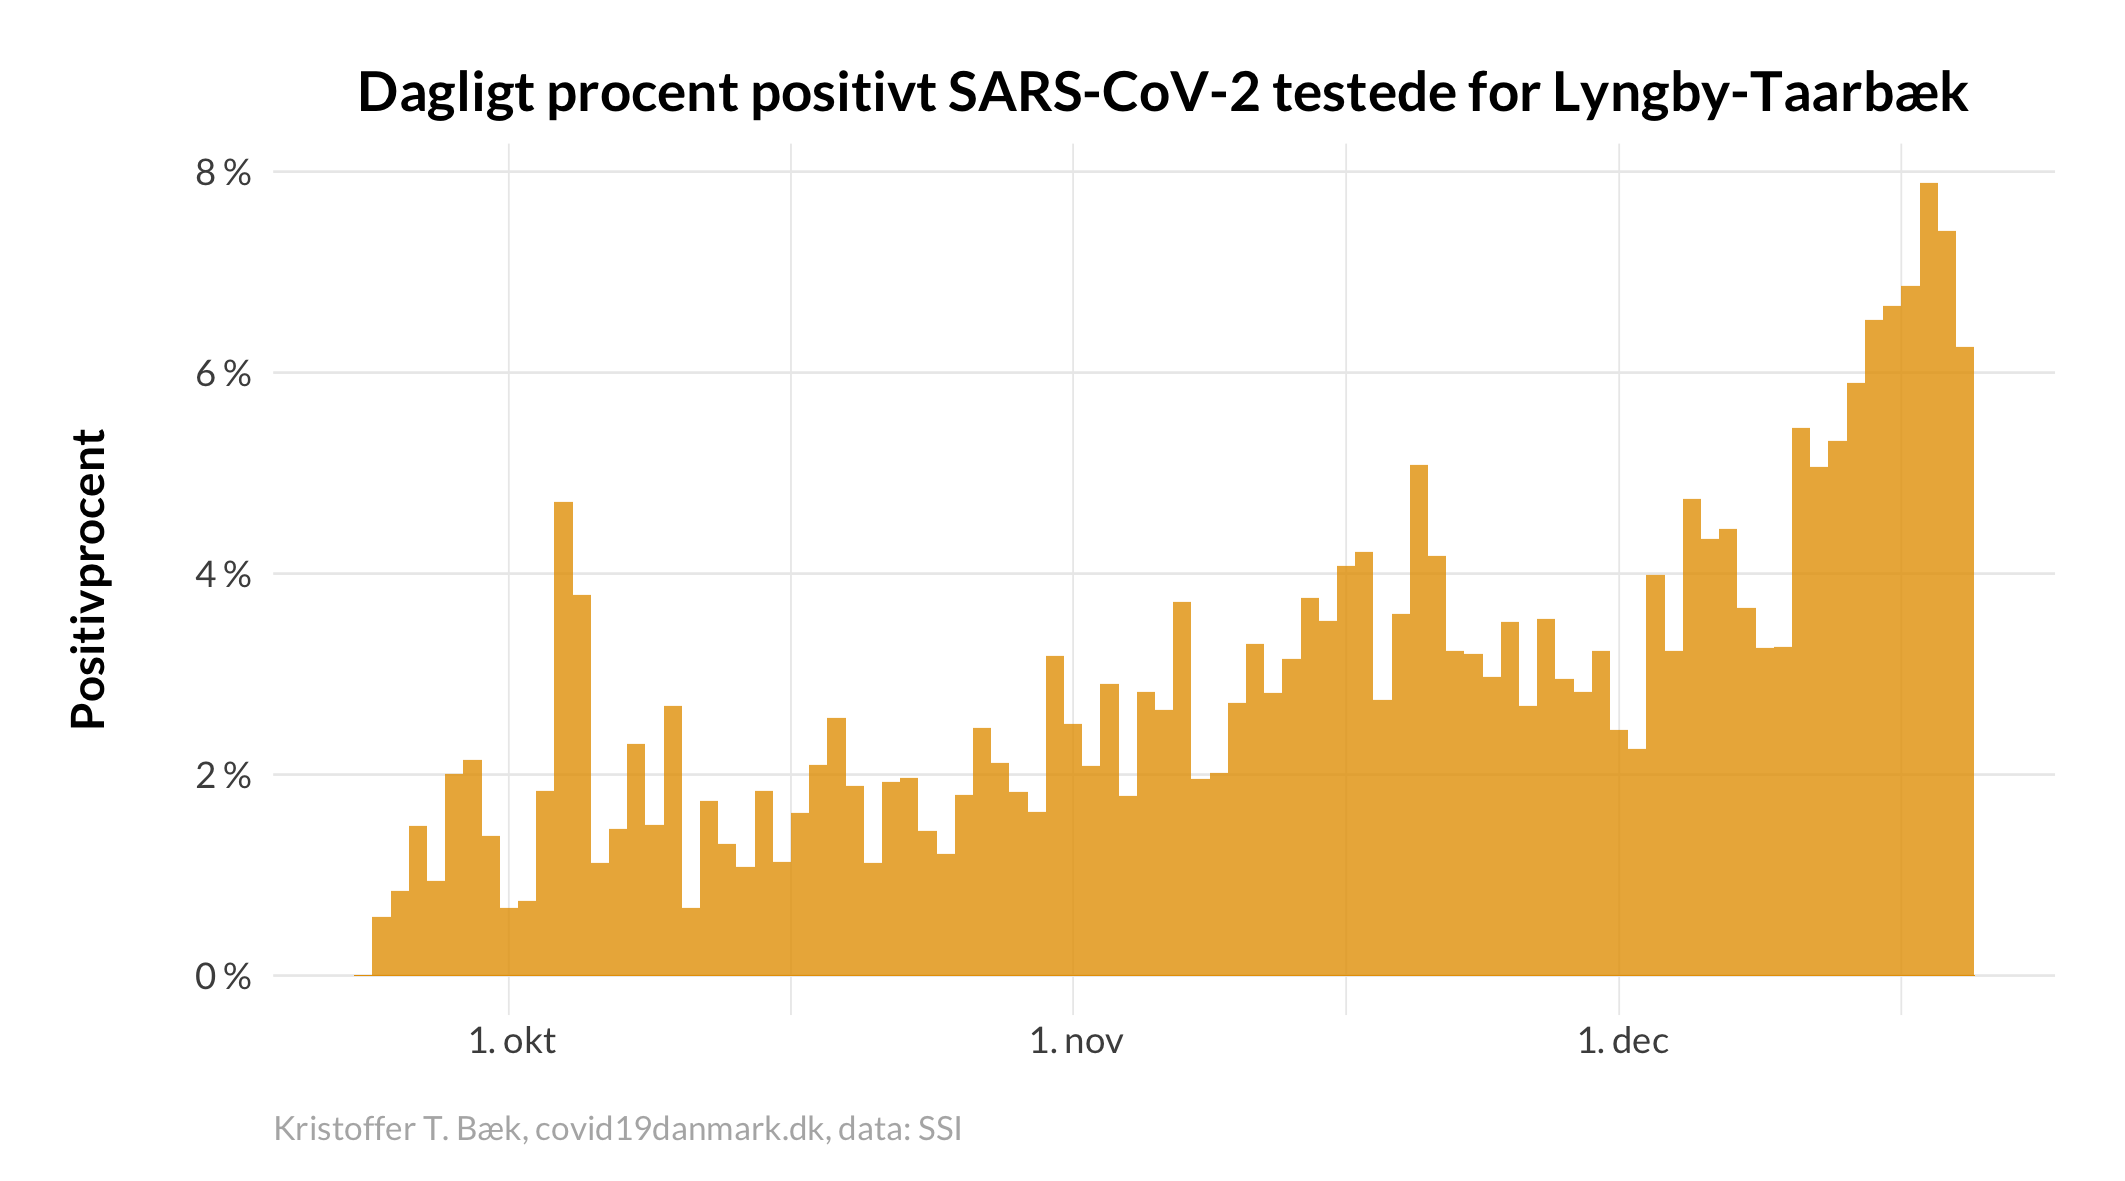 Dagligt procent positivt SARS-CoV-2 testede for Lyngby-Taarbæk
Positivprocent
8 %
6 %
4 %
2 %
0 %
1. okt
1. nov
1. dec
Kristoffer T. Bæk, covid19danmark.dk, data: SSI